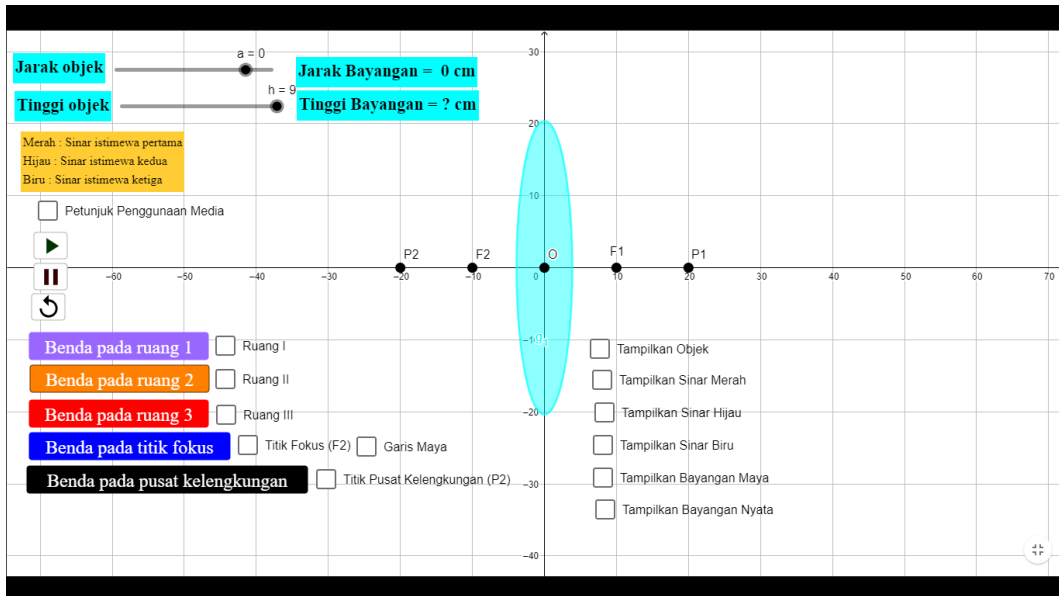 a = 0
Jarak objek
Jarak Bayangan = 0 cm
h = 9
Tinggi objek
Tinggi Bayangan = ? cm
Merah : Sinar istimewa pertama
Hijau : Sinar istimewa kedua
Biru : Sinar istimewa ketiga
Petunjuk Penggunaan Media
30
20
10
P2 F2 O F1 P1
−60 −50 −40 −30 −20 −10 0 10 20 30 40 50 60 70
Benda pada ruang 1
Ruang I
Benda pada ruang 2
Ruang II
Benda pada ruang 3
Ruang III
Benda pada titik fokus
Titik Fokus (F2)
Garis Maya
Benda pada pusat kelengkungan
Titik Pusat Kelengkungan (P2)
−20
−30
−40
Tampilkan Objek
Tampilkan Sinar Merah
Tampilkan Sinar Hijau
Tampilkan Sinar Biru
Tampilkan Bayangan Maya
Tampilkan Bayangan Nyata